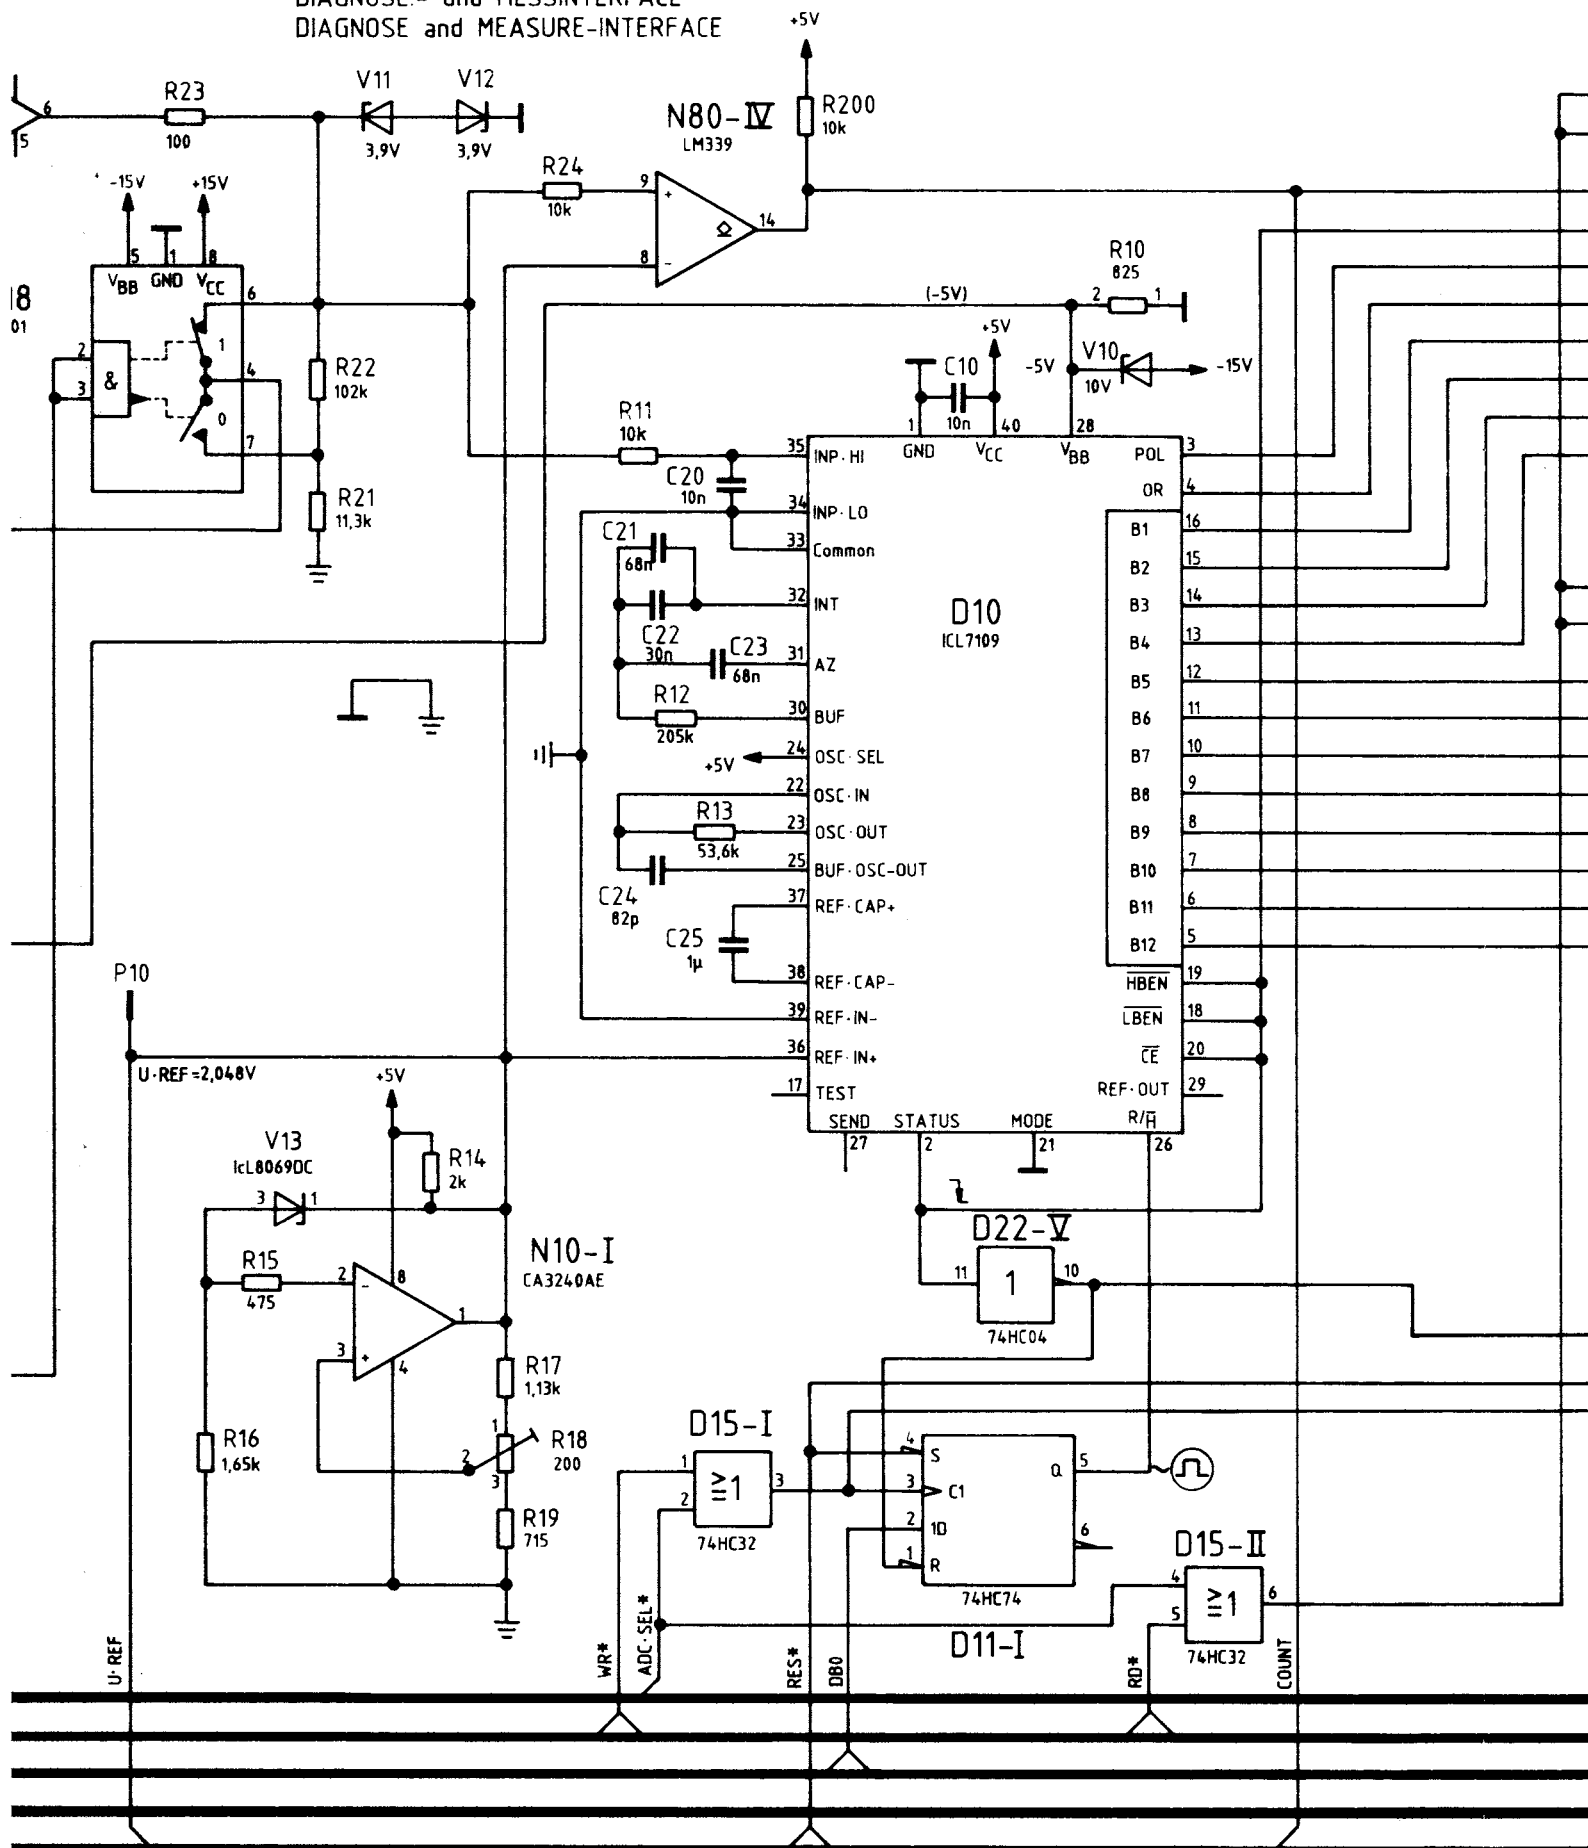 DIAGNOSE.- and MESSINTERFACE
DIAGNOSE and MEASURE-INTERFACE
+5V
6
R23
100
5
V11
3,9V
V12
3,9V
N80-IV
LM339
R200
10k
R24
10k
9
+
8
-
14
-15V
+15V
5
1
8
VBB
GND
VCC
6
18
01
2
3
&
1
4
0
7
R22
102k
R21
11,3k
(-5V)
R10
825
2
1
+5V
C10
10n
-5V
V10
10V
-15V
R11
10k
1
40
28
GND
VCC
VBB
35
INP·HI
C20
10n
34
INP·LO
33
Common
C21
68n
32
INT
C22
30n
C23
68n
31
AZ
R12
205k
30
BUF
24
OSC·SEL
+5V
22
OSC·IN
R13
53,6k
23
OSC·OUT
25
BUF·OSC-OUT
C24
82p
37
REF·CAP+
C25
1µ
38
REF·CAP-
39
REF·IN-
36
REF·IN+
17
TEST
D10
ICL7109
POL
3
OR
4
B1
16
B2
15
B3
14
B4
13
B5
12
B6
11
B7
10
B8
9
B9
8
B10
7
B11
6
B12
5
HBEN
19
LBEN
18
CE
20
REF·OUT
29
SEND
STATUS
MODE
R/H
27
2
21
26
P10
U·REF=2,048V
+5V
V13
IcL8069DC
3
1
R14
2k
R15
475
2
-
8
N10-I
CA3240AE
1
3
+
4
R17
1,13k
R16
1,65k
1
2
3
R18
200
R19
715
D22-V
11
1
10
74HC04
D15-I
1
2
≥1
3
74HC32
4
S
3
C1
2
1D
1
R
Q
5
6
74HC74
D11-I
D15-II
4
5
≥1
6
74HC32
U·REF
WR*
ADC·SEL*
RES*
DB0
RD*
COUNT